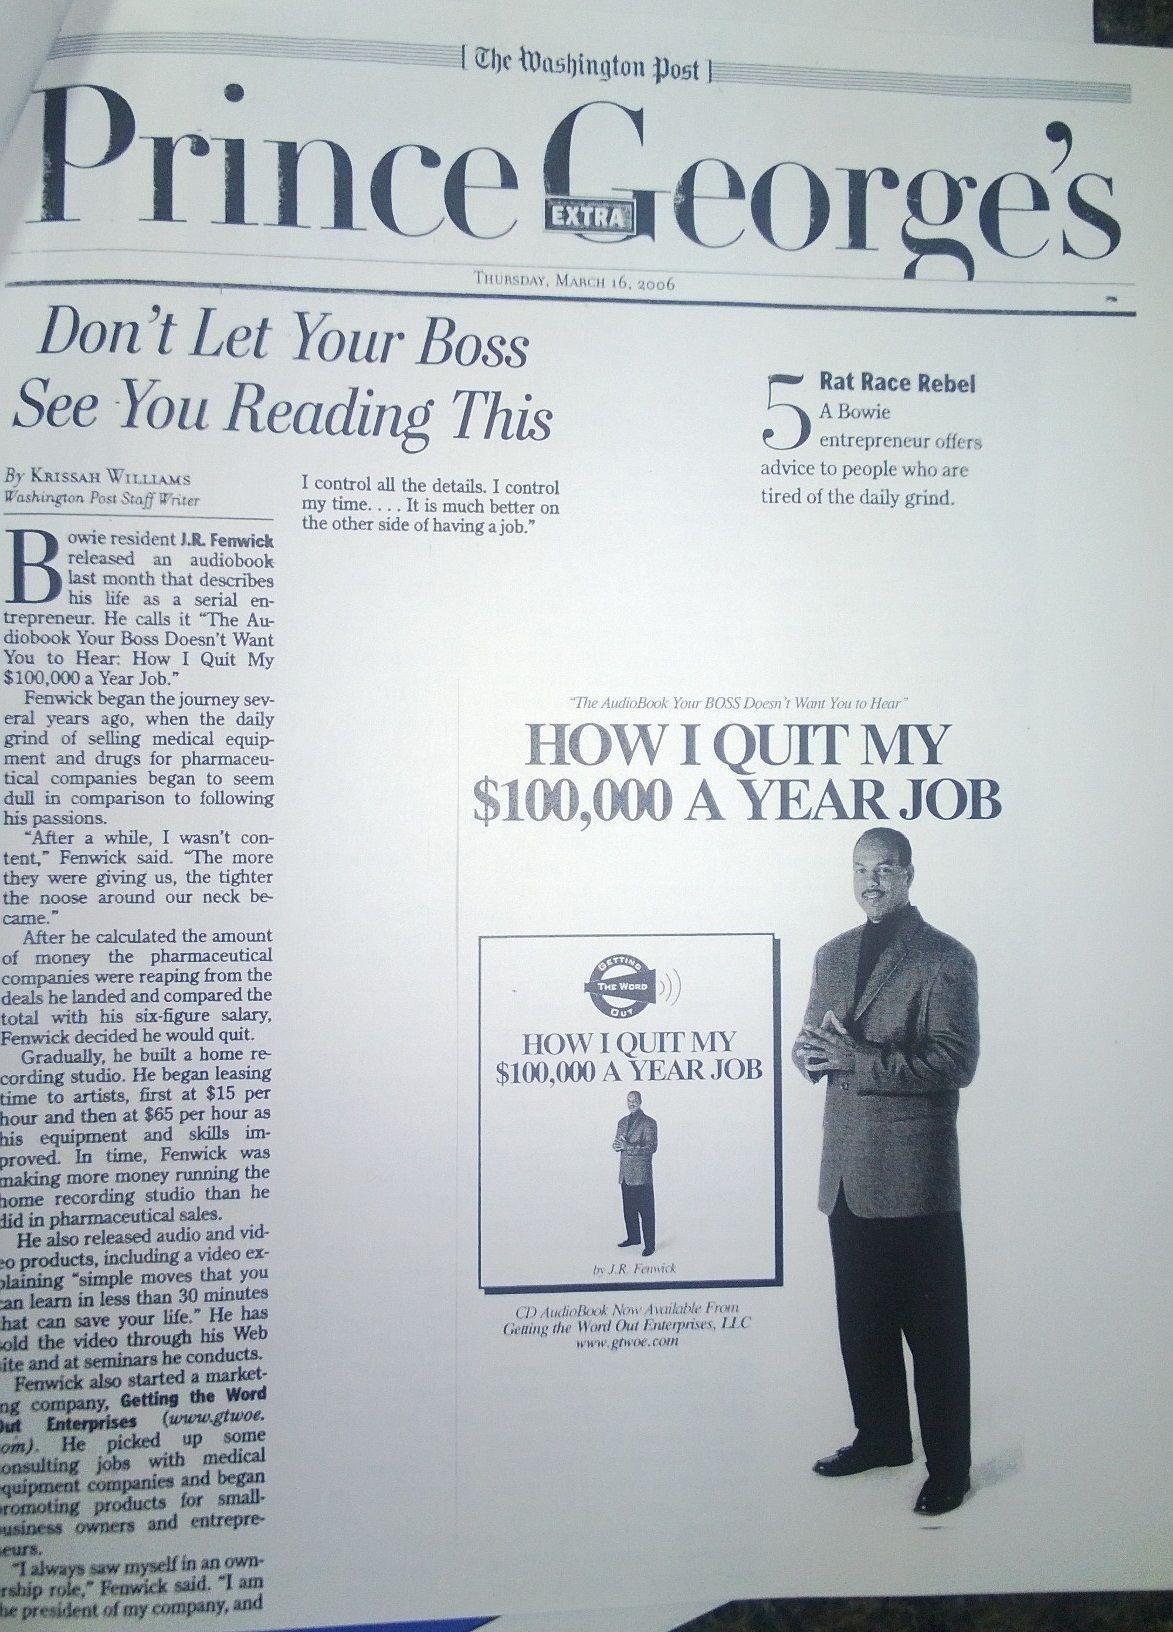 [ The Washington Post ]
Prince George's
EXTRA
THURSDAY, MARCH 16, 2006
Don't Let Your Boss
See You Reading This
By KRISSAH WILLIAMS
Washington Post Staff Writer
Bowie resident J.R. Fenwick
released an audiobook
last month that describes
his life as a serial en-
trepreneur. He calls it "The Au-
diobook Your Boss Doesn't Want
You to Hear: How I Quit My
$100,000 a Year Job."
Fenwick began the journey sev-
eral years ago, when the daily
grind of selling medical equip-
ment and drugs for pharmaceu-
tical companies began to seem
dull in comparison to following
his passions.
"After a while, I wasn't con-
tent," Fenwick said. "The more
they were giving us, the tighter
the noose around our neck be-
came."
After he calculated the amount
of money the pharmaceutical
companies were reaping from the
deals he landed and compared the
total with his six-figure salary,
Fenwick decided he would quit.
Gradually, he built a home re-
cording studio. He began leasing
time to artists, first at $15 per
hour and then at $65 per hour as
his equipment and skills im-
proved. In time, Fenwick was
making more money running the
home recording studio than he
did in pharmaceutical sales.
He also released audio and vid-
eo products, including a video ex-
plaining "simple moves that you
can learn in less than 30 minutes
that can save your life." He has
sold the video through his Web
site and at seminars he conducts.
Fenwick also started a market-
ng company, Getting the Word
Out Enterprises (www.gtwoe.
om). He picked up some
onsulting jobs with medical
quipment companies and began
romoting products for small-
usiness owners and entrepre-
eurs.
"I always saw myself in an own-
rship role," Fenwick said. "I am
he president of my company, and
I control all the details. I control
my time. . . . It is much better on
the other side of having a job."
5 Rat Race Rebel
A Bowie
entrepreneur offers
advice to people who are
tired of the daily grind.
"The AudioBook Your BOSS Doesn't Want You to Hear"
HOW I QUIT MY
$100,000 A YEAR JOB
GETTING
THE WORD
OUT
HOW I QUIT MY
$100,000 A YEAR JOB
by J.R. Fenwick
CD AudioBook Now Available From
Getting the Word Out Enterprises, LLC
www.gtwoe.com